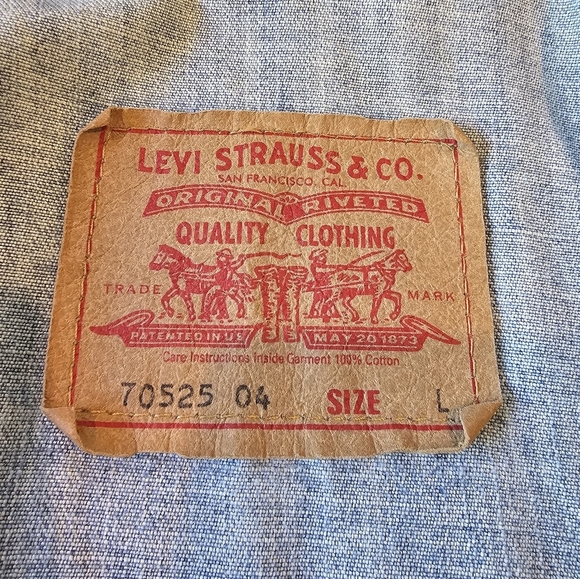 LEVI STRAUSS & CO.
SAN FRANCISCO, CAL.
ORIGINAL RIVETED
QUALITY CLOTHING
TRADE MARK
PATENTED IN U.S. MAY 20 1873
Care Instructions Inside Garment 100% Cotton
70525 04 SIZE L